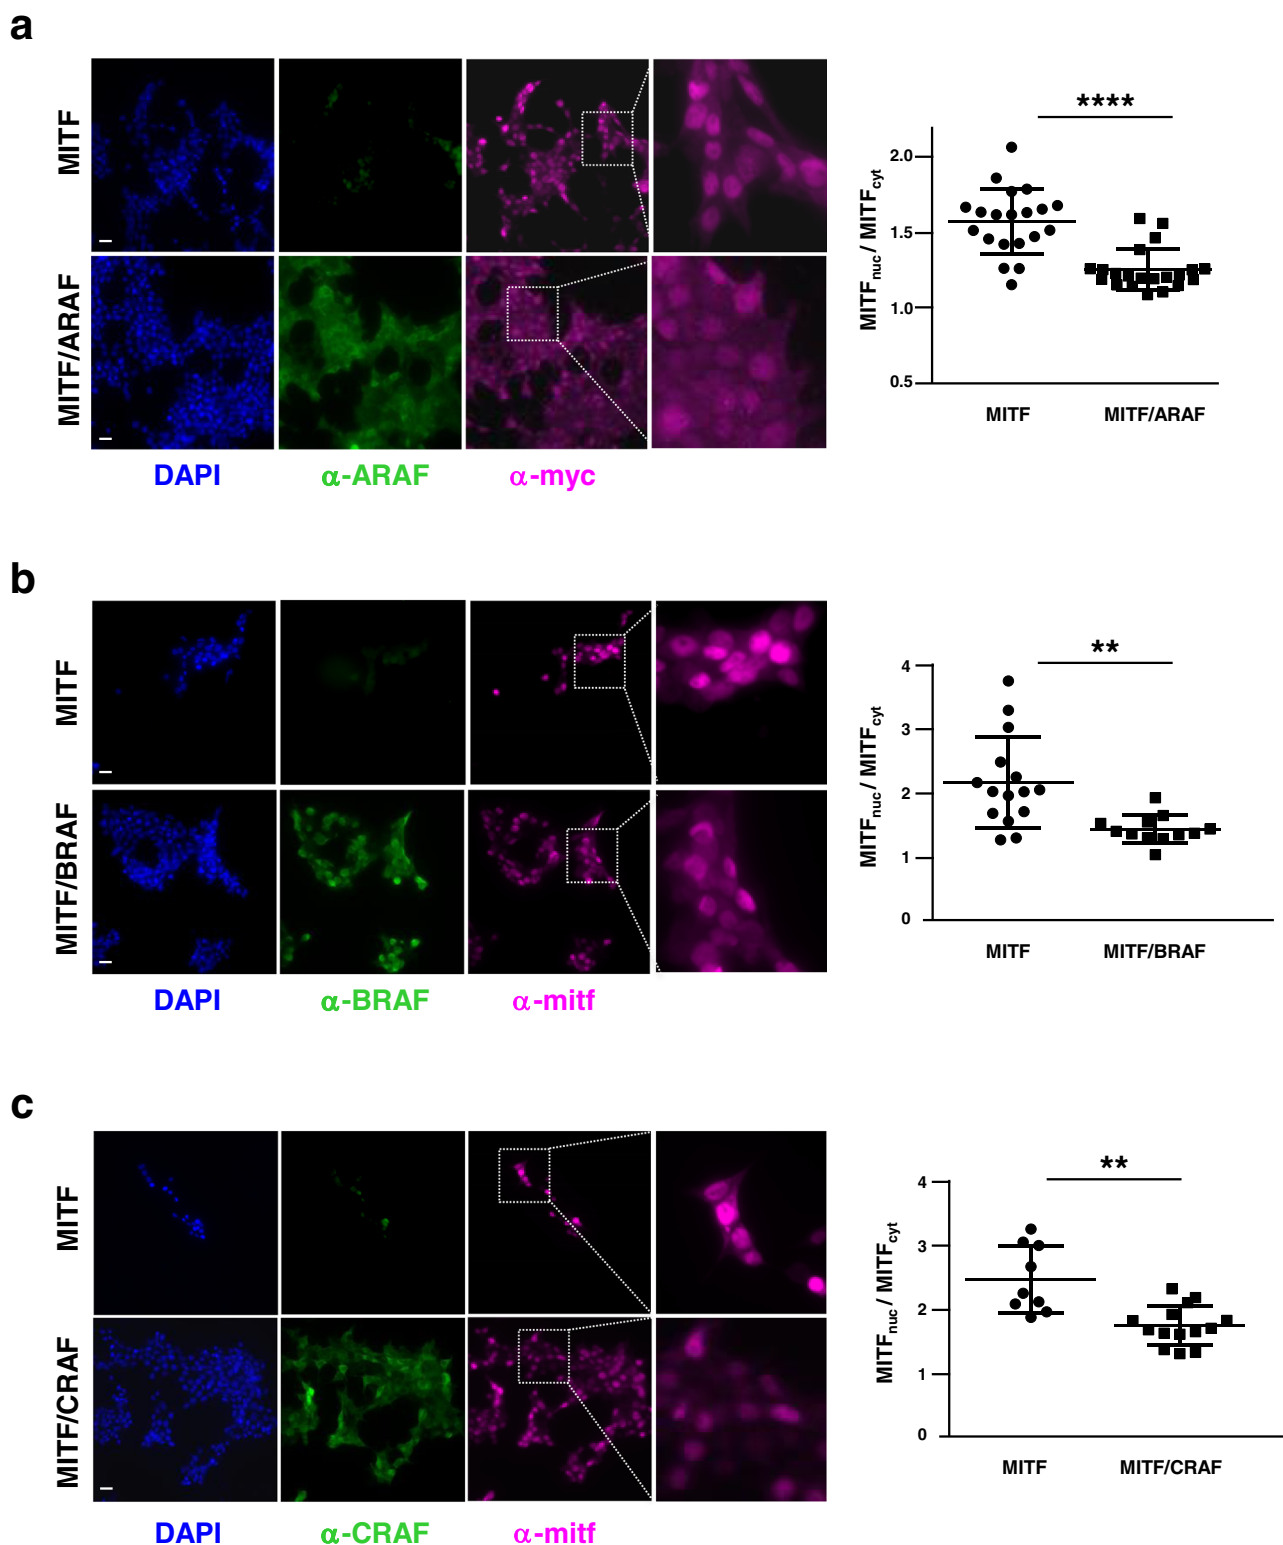 a
MITF
MITF/ARAF
DAPI
α-ARAF
α-myc
****
MITFnuc / MITFcyt
2.0
1.5
1.0
0.5
MITF
MITF/ARAF
b
MITF
MITF/BRAF
DAPI
α-BRAF
α-mitf
**
MITFnuc / MITFcyt
4
3
2
1
0
MITF
MITF/BRAF
c
MITF
MITF/CRAF
DAPI
α-CRAF
α-mitf
**
MITFnuc / MITFcyt
4
3
2
1
0
MITF
MITF/CRAF